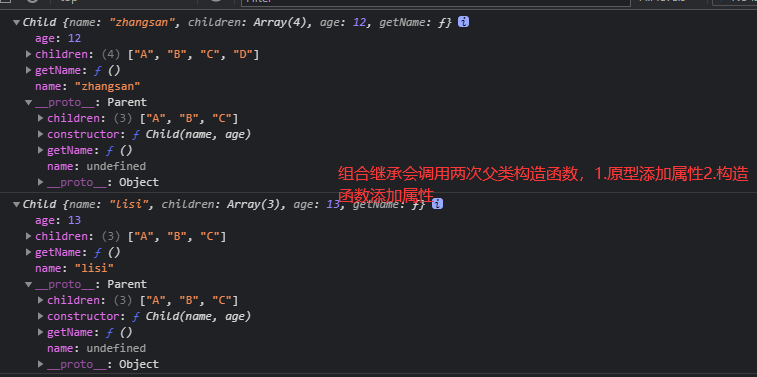 Child {name: "zhangsan", children: Array(4), age: 12, getName: ƒ}
age: 12
children: (4) ["A", "B", "C", "D"]
getName: ƒ ()
name: "zhangsan"
__proto__: Parent
children: (3) ["A", "B", "C"]
constructor: ƒ Child(name, age)
getName: ƒ ()
name: undefined
__proto__: Object
组合继承会调用两次父类构造函数，1.原型添加属性2.构造
函数添加属性
Child {name: "lisi", children: Array(3), age: 13, getName: ƒ}
age: 13
children: (3) ["A", "B", "C"]
getName: ƒ ()
name: "lisi"
__proto__: Parent
children: (3) ["A", "B", "C"]
constructor: ƒ Child(name, age)
getName: ƒ ()
name: undefined
__proto__: Object